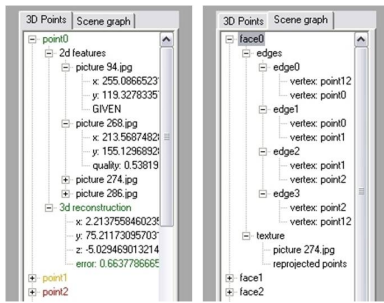 3D Points
Scene graph
point0
2d features
picture 94.jpg
x: 255.0866523
y: 119.3278335
GIVEN
picture 268.jpg
x: 213.5687482
y: 155.1296892
quality: 0.53819
picture 274.jpg
picture 286.jpg
3d reconstruction
x: 2.2137558460235
y: 75.211730957031
z: -5.029469013214
error: 0.6637786665
point1
point2
3D Points
Scene graph
face0
edges
edge0
vertex: point12
vertex: point0
edge1
vertex: point0
vertex: point1
edge2
vertex: point1
vertex: point2
edge3
vertex: point2
vertex: point12
texture
picture 274.jpg
reprojected points
face1
face2